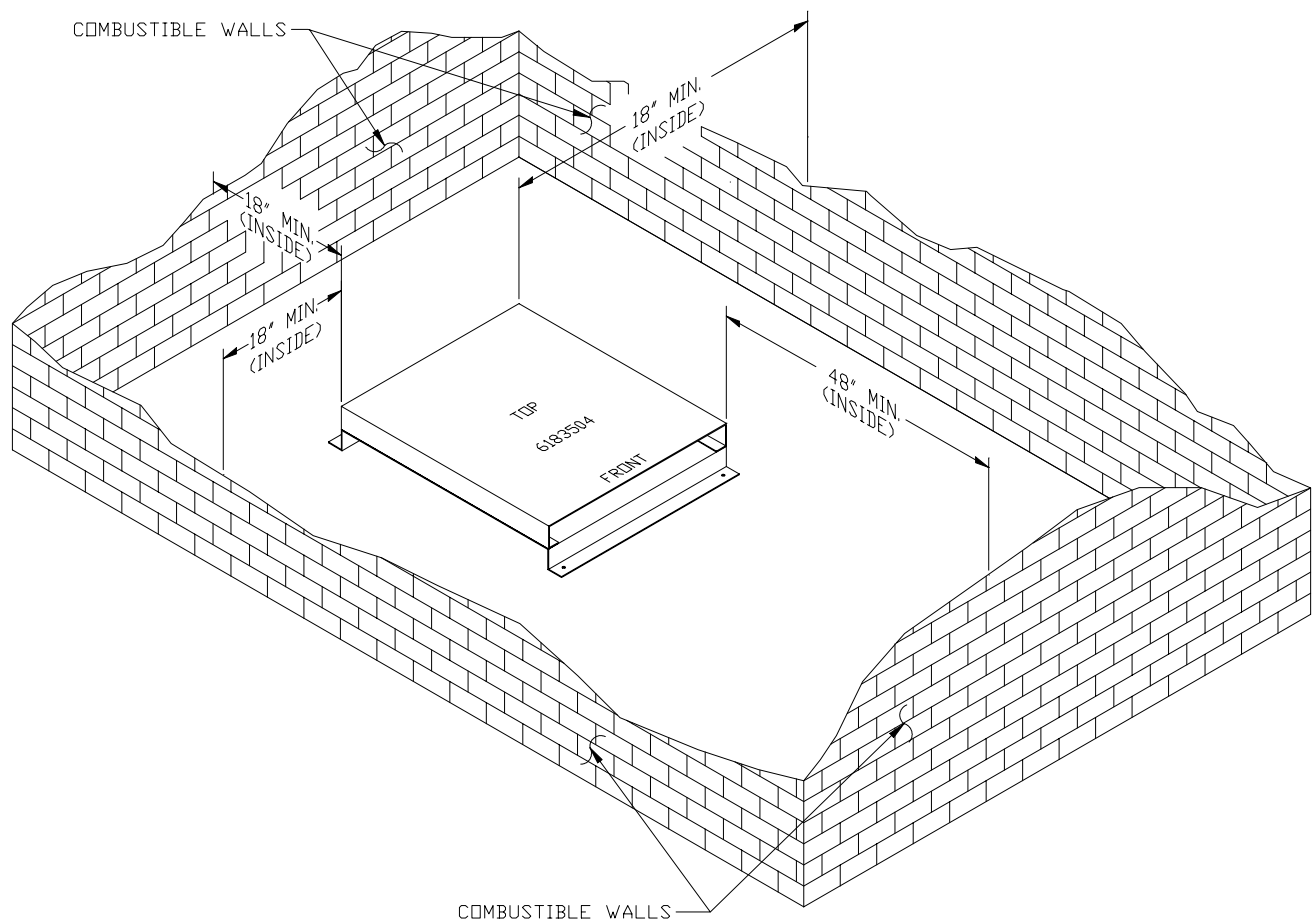 COMBUSTIBLE WALLS
18" MIN.
(INSIDE)
18" MIN.
(INSIDE)
18" MIN.
(INSIDE)
48" MIN.
(INSIDE)
TOP
6183504
FRONT
COMBUSTIBLE WALLS